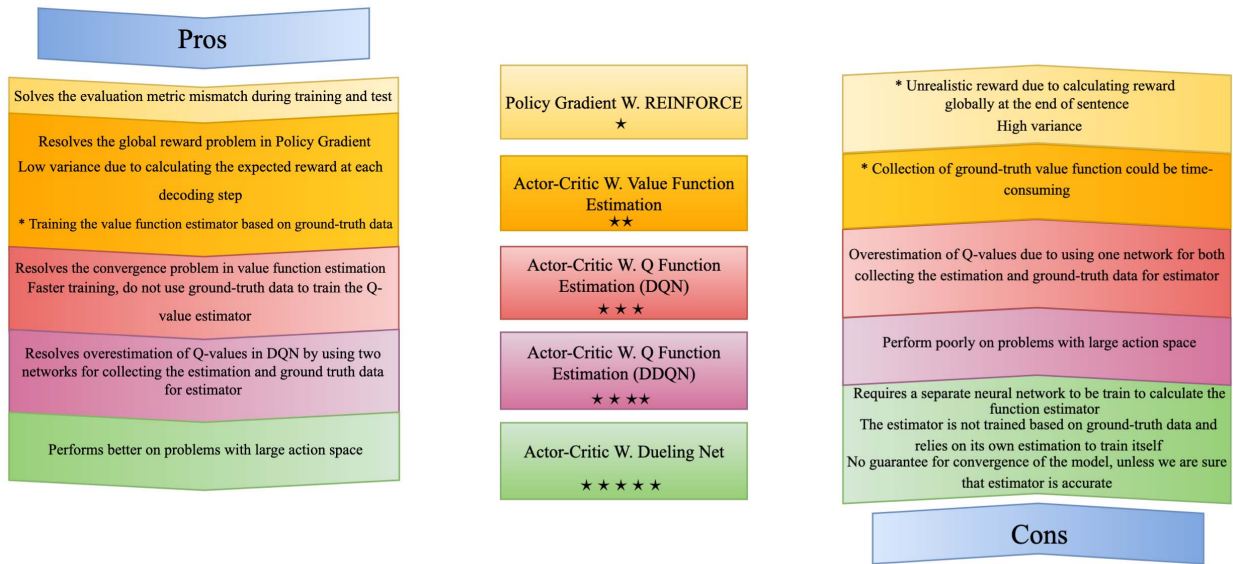 Pros
Solves the evaluation metric mismatch during training and test
Resolves the global reward problem in Policy Gradient
Low variance due to calculating the expected reward at each
decoding step
* Training the value function estimator based on ground-truth data
Resolves the convergence problem in value function estimation
Faster training, do not use ground-truth data to train the Q-
value estimator
Resolves overestimation of Q-values in DQN by using two
networks for collecting the estimation and ground truth data
for estimator
Performs better on problems with large action space
Policy Gradient W. REINFORCE
★
Actor-Critic W. Value Function
Estimation
★★
Actor-Critic W. Q Function
Estimation (DQN)
★ ★ ★
Actor-Critic W. Q Function
Estimation (DDQN)
★ ★ ★★
Actor-Critic W. Dueling Net
★ ★ ★ ★ ★
* Unrealistic reward due to calculating reward
globally at the end of sentence
High variance
* Collection of ground-truth value function could be time-
consuming
Overestimation of Q-values due to using one network for both
collecting the estimation and ground-truth data for estimator
Perform poorly on problems with large action space
Requires a separate neural network to be train to calculate the
function estimator
The estimator is not trained based on ground-truth data and
relies on its own estimation to train itself
No guarantee for convergence of the model, unless we are sure
that estimator is accurate
Cons